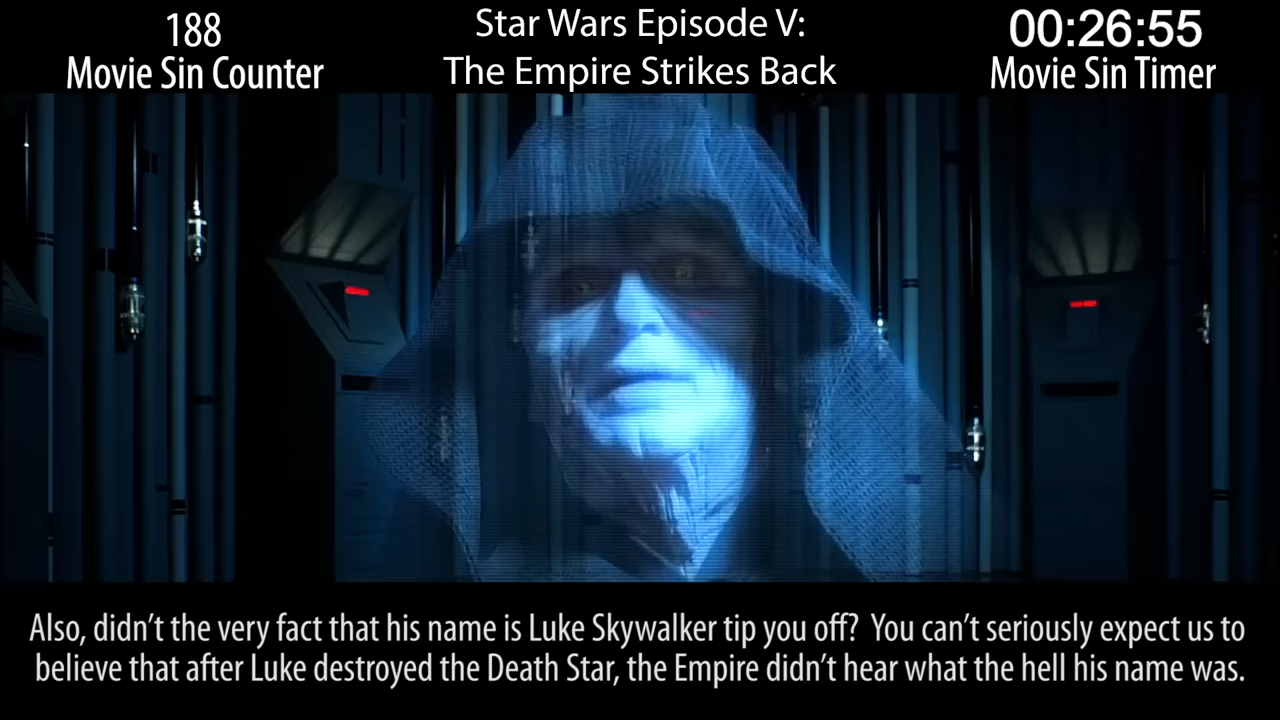 188
Movie Sin Counter
Star Wars Episode V:
The Empire Strikes Back
00:26:55
Movie Sin Timer
Also, didn't the very fact that his name is Luke Skywalker tip you off?  You can't seriously expect us to
believe that after Luke destroyed the Death Star, the Empire didn't hear what the hell his name was.